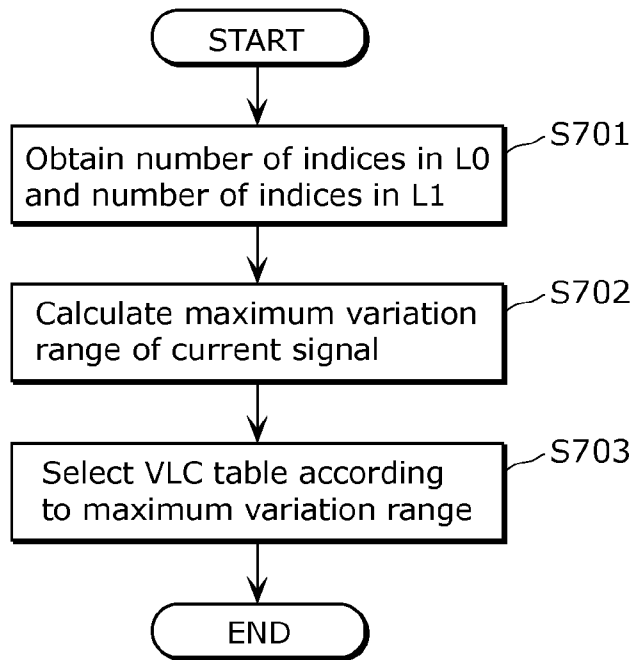 START
S701
Obtain number of indices in L0
and number of indices in L1
S702
Calculate maximum variation
range of current signal
S703
Select VLC table according
to maximum variation range
END